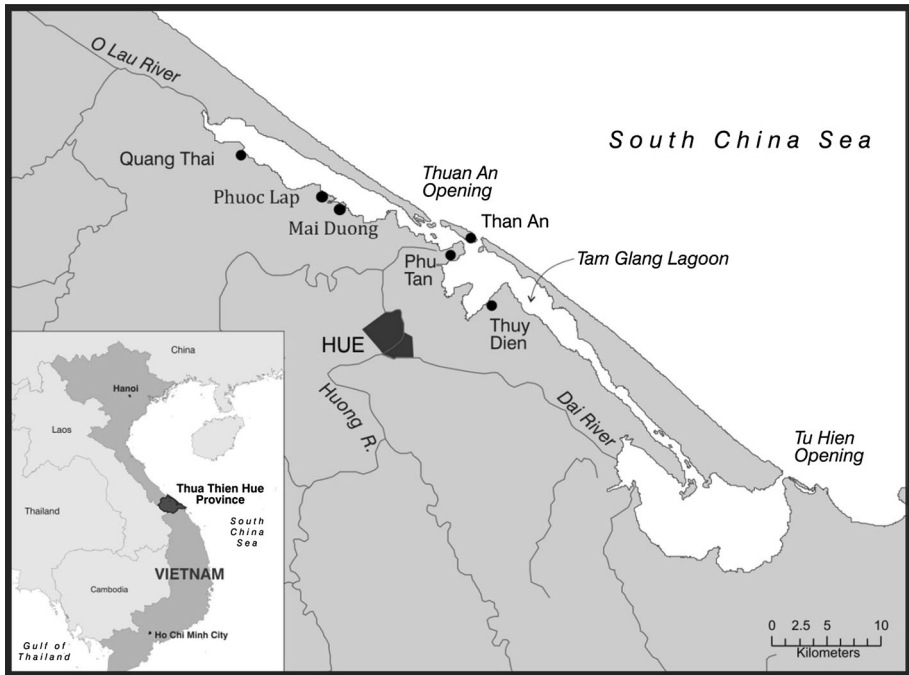 O Lau River
South China Sea
Quang Thai
Thuan An
Opening
Phuoc Lap
Than An
Mai Duong
Phu
Tan
Tam Glang Lagoon
Thuy
Dien
HUE
Huong R.
Dai River
Tu Hien
Opening
China
Hanoi
Laos
Thua Thien Hue
Province
Thailand
South
China
Sea
VIETNAM
Cambodia
Ho Chi Minh City
Gulf of
Thailand
0 2.5 5 10
Kilometers